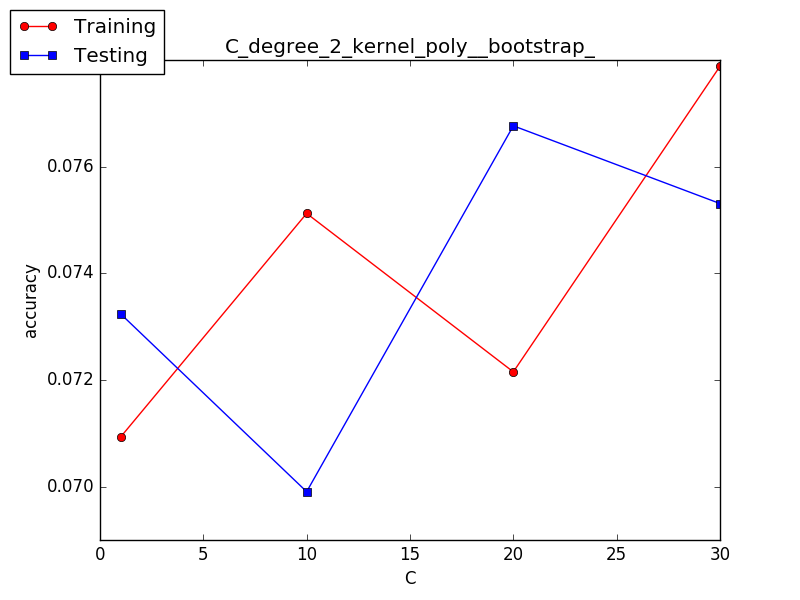 Training
Testing
C_degree_2_kernel_poly__bootstrap_
0.076
0.074
0.072
0.070
accuracy
0 5 10 15 20 25 30
C